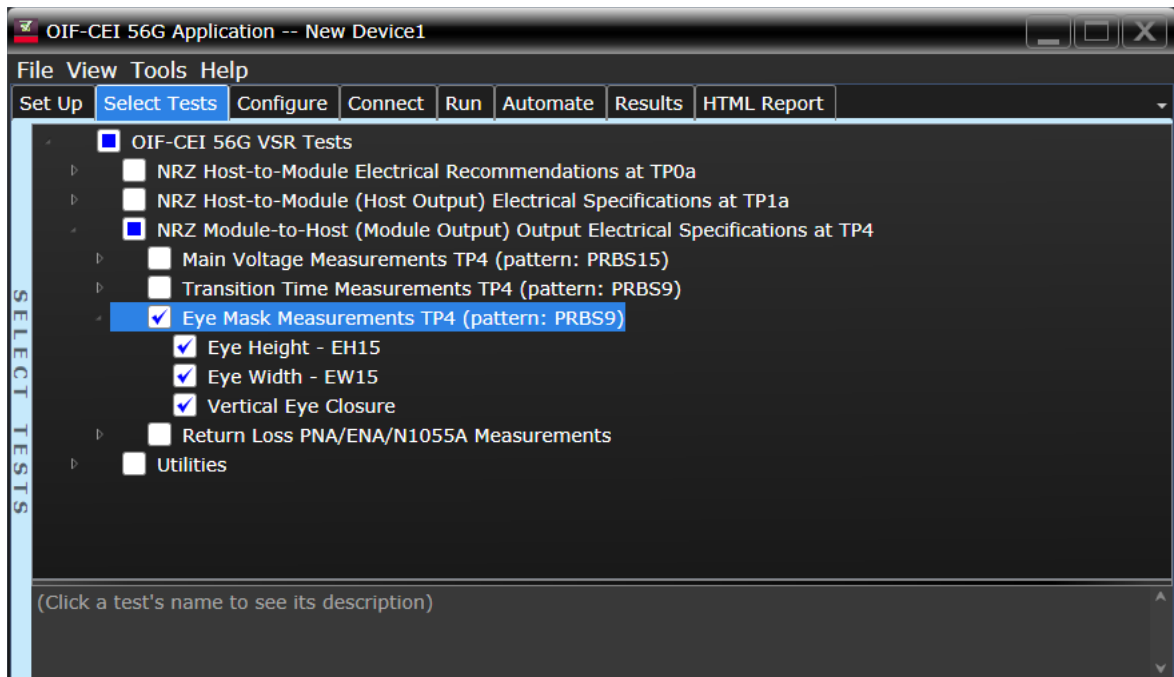 OIF-CEI 56G Application -- New Device1
File View Tools Help
Set Up Select Tests Configure Connect Run Automate Results HTML Report
OIF-CEI 56G VSR Tests
NRZ Host-to-Module Electrical Recommendations at TP0a
NRZ Host-to-Module (Host Output) Electrical Specifications at TP1a
NRZ Module-to-Host (Module Output) Output Electrical Specifications at TP4
Main Voltage Measurements TP4 (pattern: PRBS15)
Transition Time Measurements TP4 (pattern: PRBS9)
Eye Mask Measurements TP4 (pattern: PRBS9)
Eye Height - EH15
Eye Width - EW15
Vertical Eye Closure
Return Loss PNA/ENA/N1055A Measurements
Utilities
SELECT TESTS
(Click a test's name to see its description)